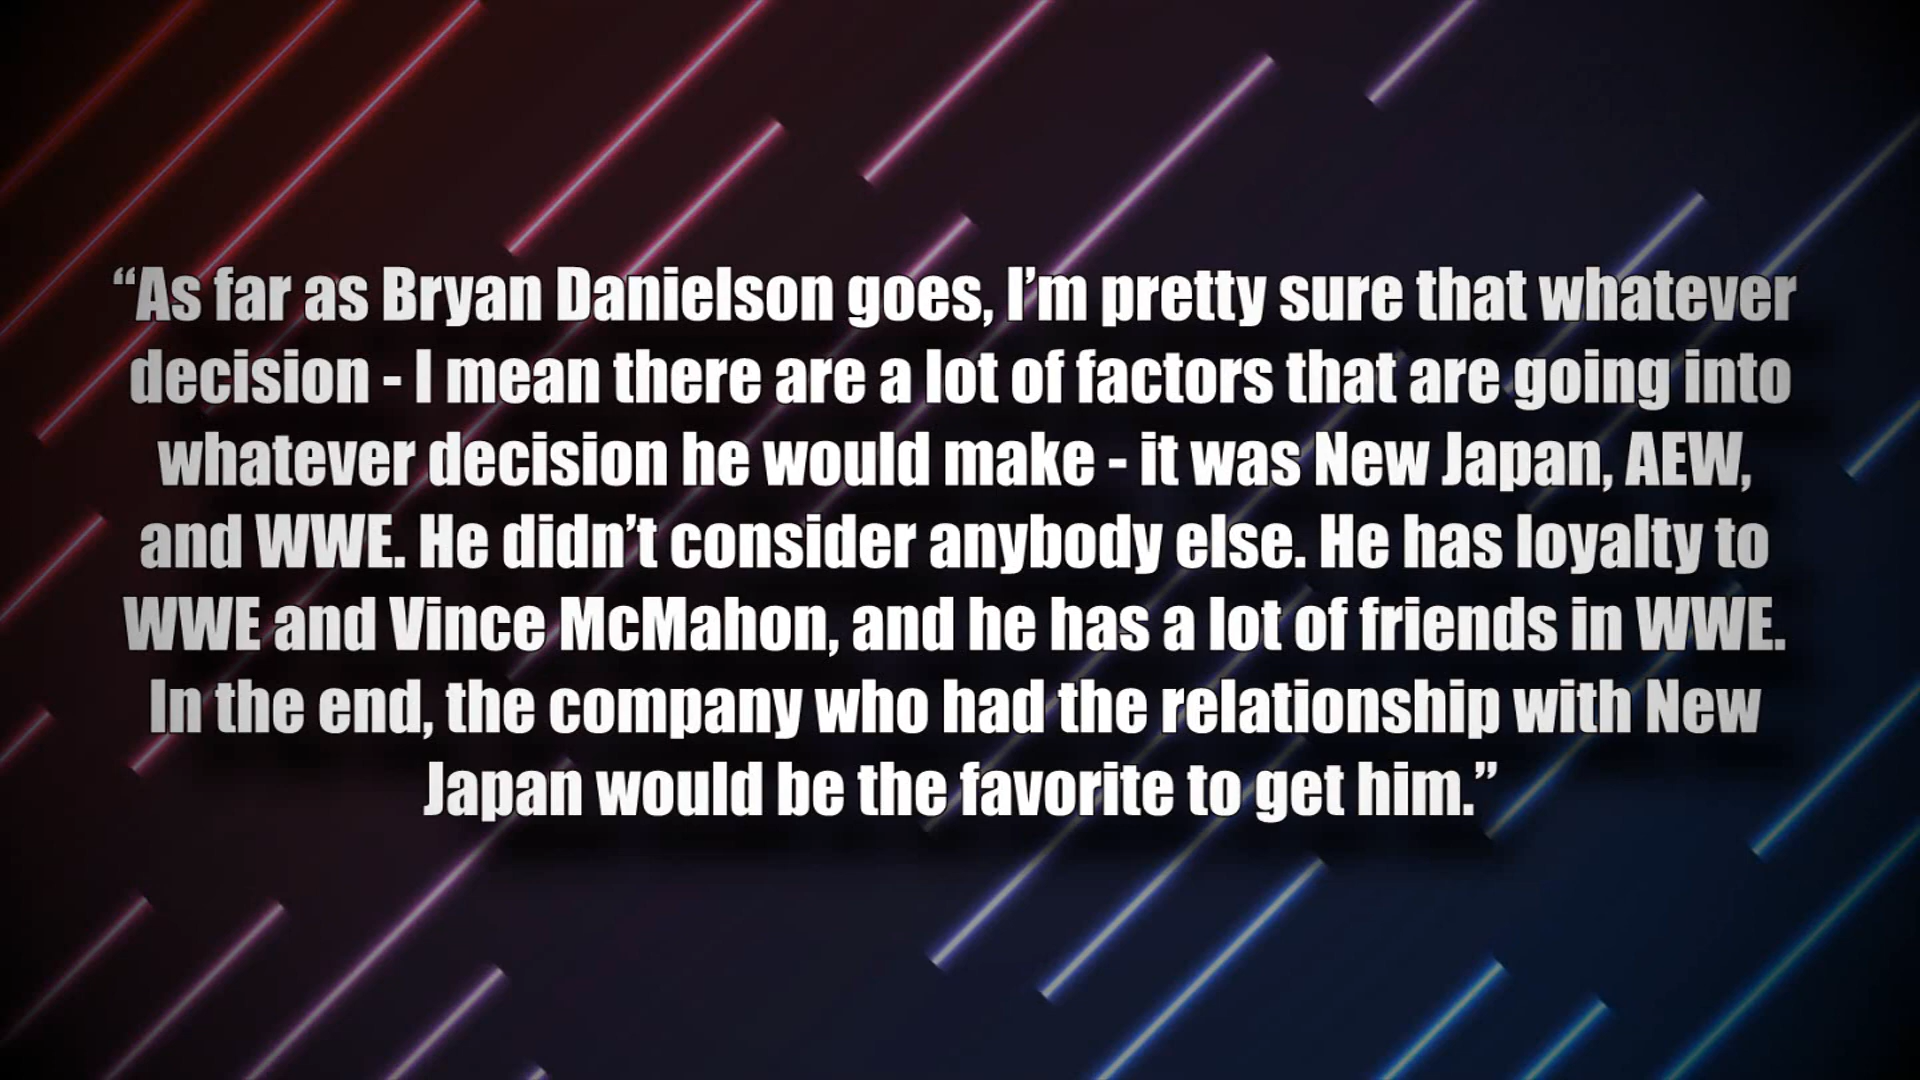 “As far as Bryan Danielson goes, I’m pretty sure that whatever
decision - I mean there are a lot of factors that are going into
whatever decision he would make - it was New Japan, AEW,
and WWE. He didn’t consider anybody else. He has loyalty to
WWE and Vince McMahon, and he has a lot of friends in WWE.
In the end, the company who had the relationship with New
Japan would be the favorite to get him.”